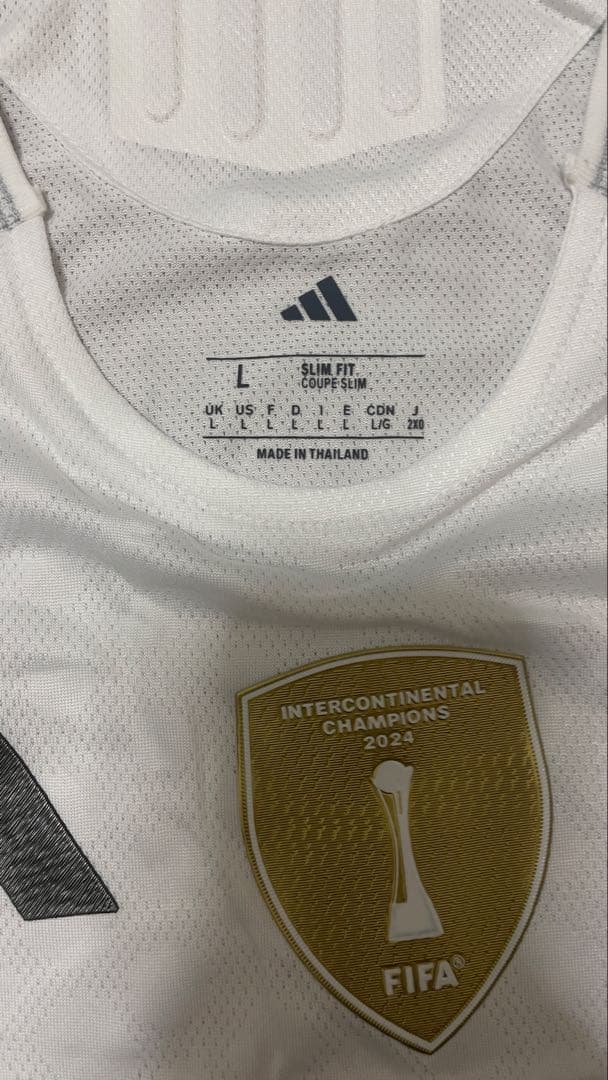 L
SLIM FIT
COUPE SLIM
UK US F D I E CDN J
L L L L L L L/G 2XO
MADE IN THAILAND
INTERCONTINENTAL
CHAMPIONS
2024
FIFA®